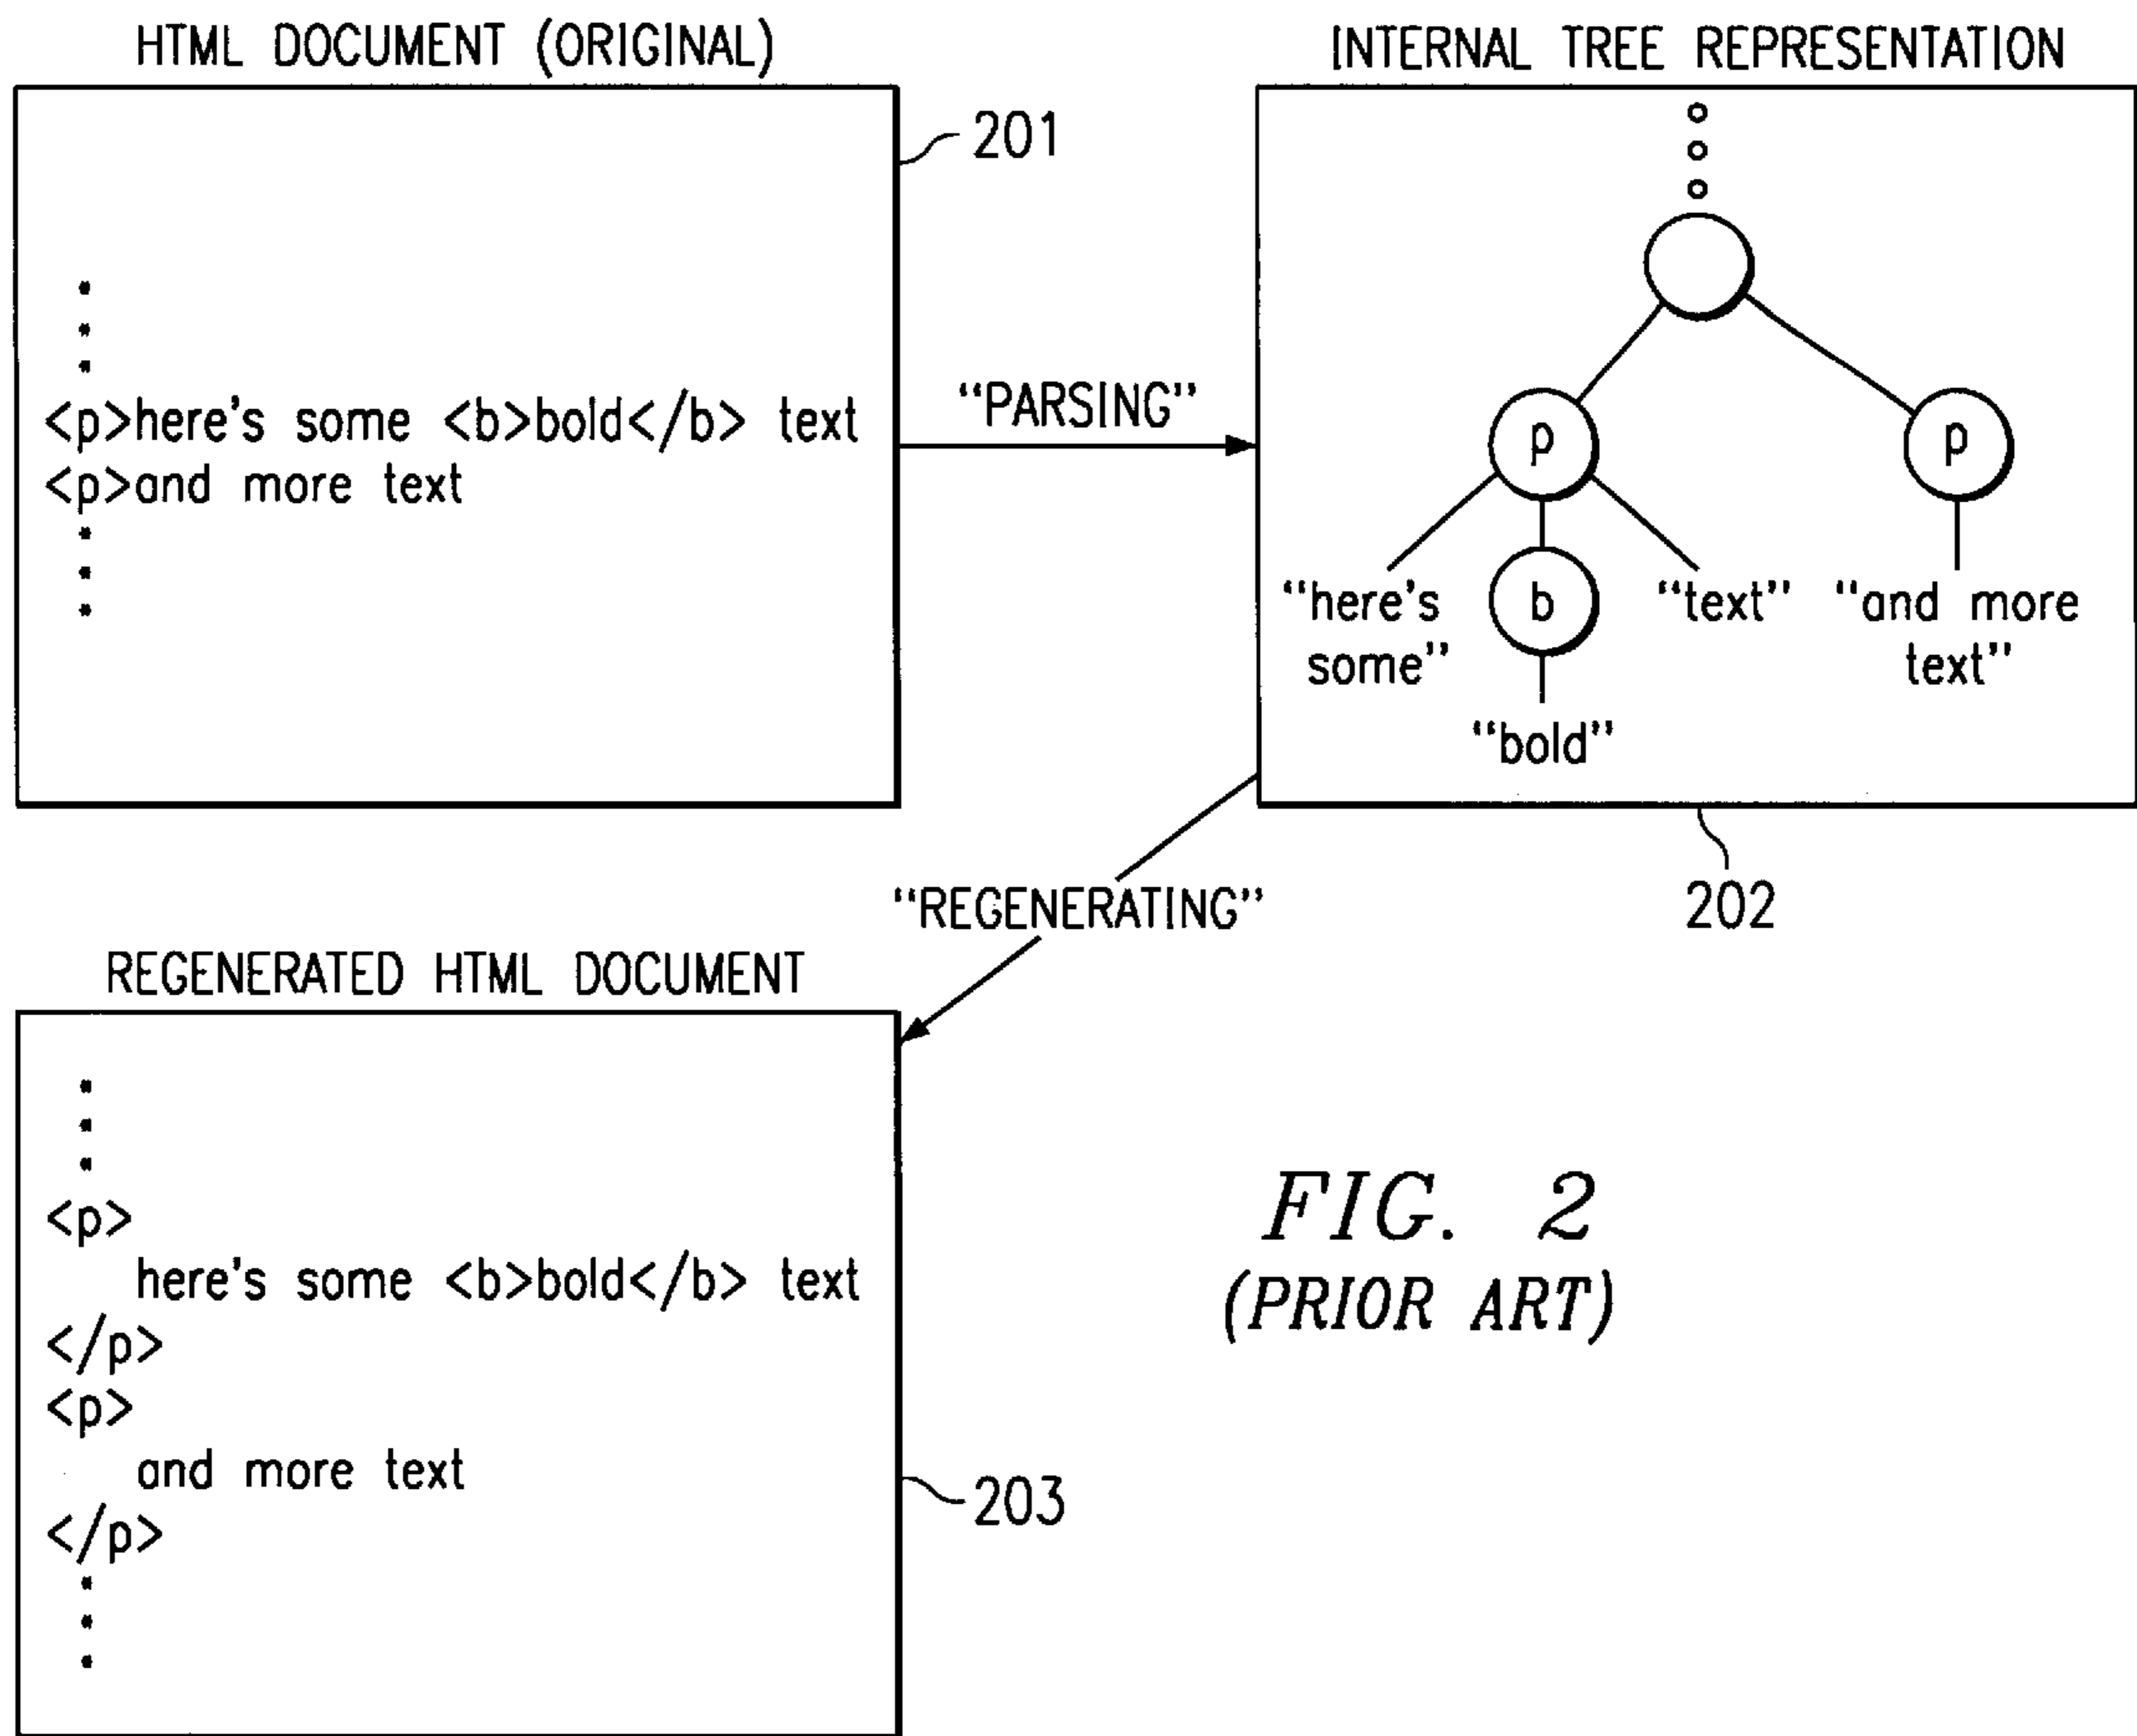 HTML DOCUMENT (ORIGINAL)
201
<p>here's some <b>bold</b> text
<p>and more text
“PARSING”
INTERNAL TREE REPRESENTATION
p
p
“here's
some”
b
“text”
“and more
text”
“bold”
202
“REGENERATING”
REGENERATED HTML DOCUMENT
<p>
here's some <b>bold</b> text
</p>
<p>
and more text
</p>
203
FIG. 2
(PRIOR ART)